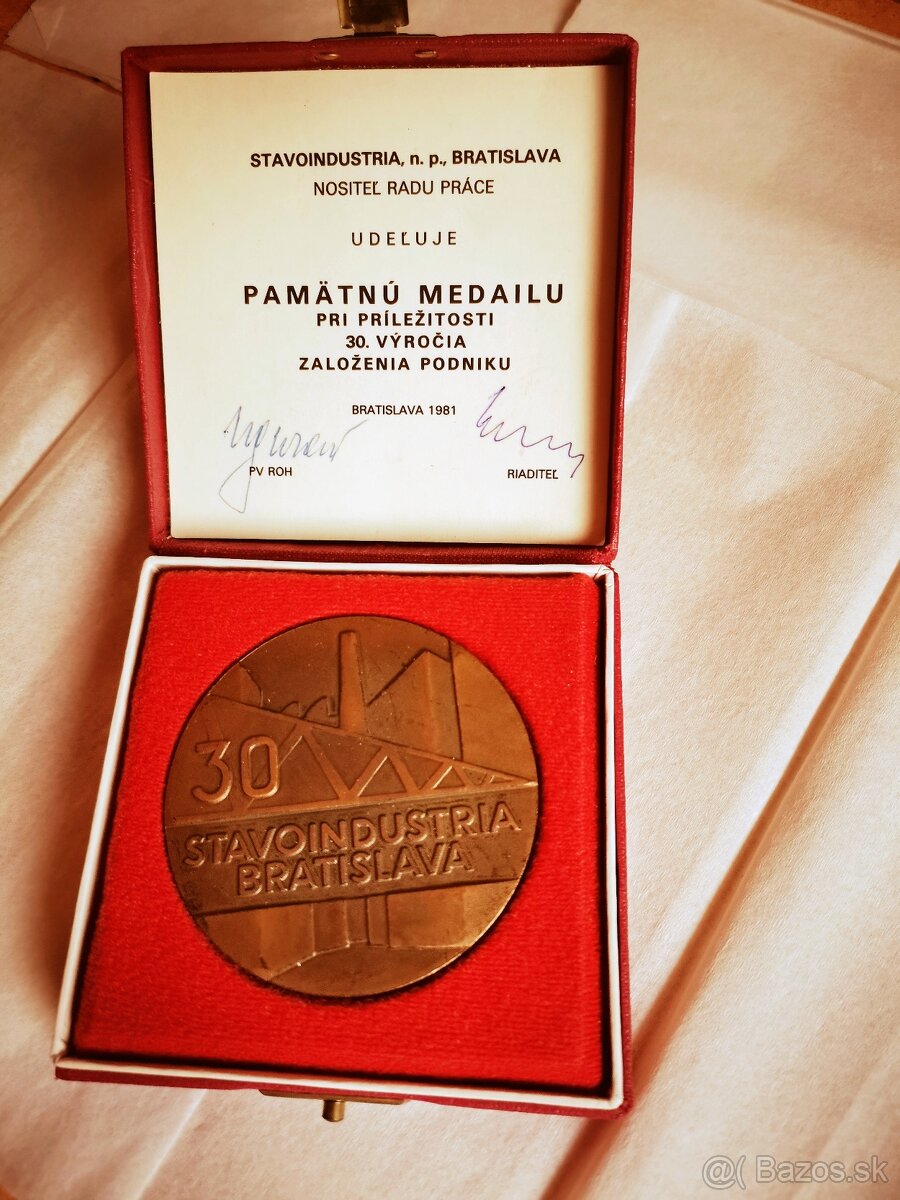 STAVOINDUSTRIA, n. p., BRATISLAVA
NOSITEĽ RADU PRÁCE
UDEĽUJE
PAMÄTNÚ MEDAILU
PRI PRÍLEŽITOSTI
30. VÝROČIA
ZALOŽENIA PODNIKU
BRATISLAVA 1981
PV ROH
RIADITEĽ
30
STAVOINDUSTRIA
BRATISLAVA
@( Bazos.sk